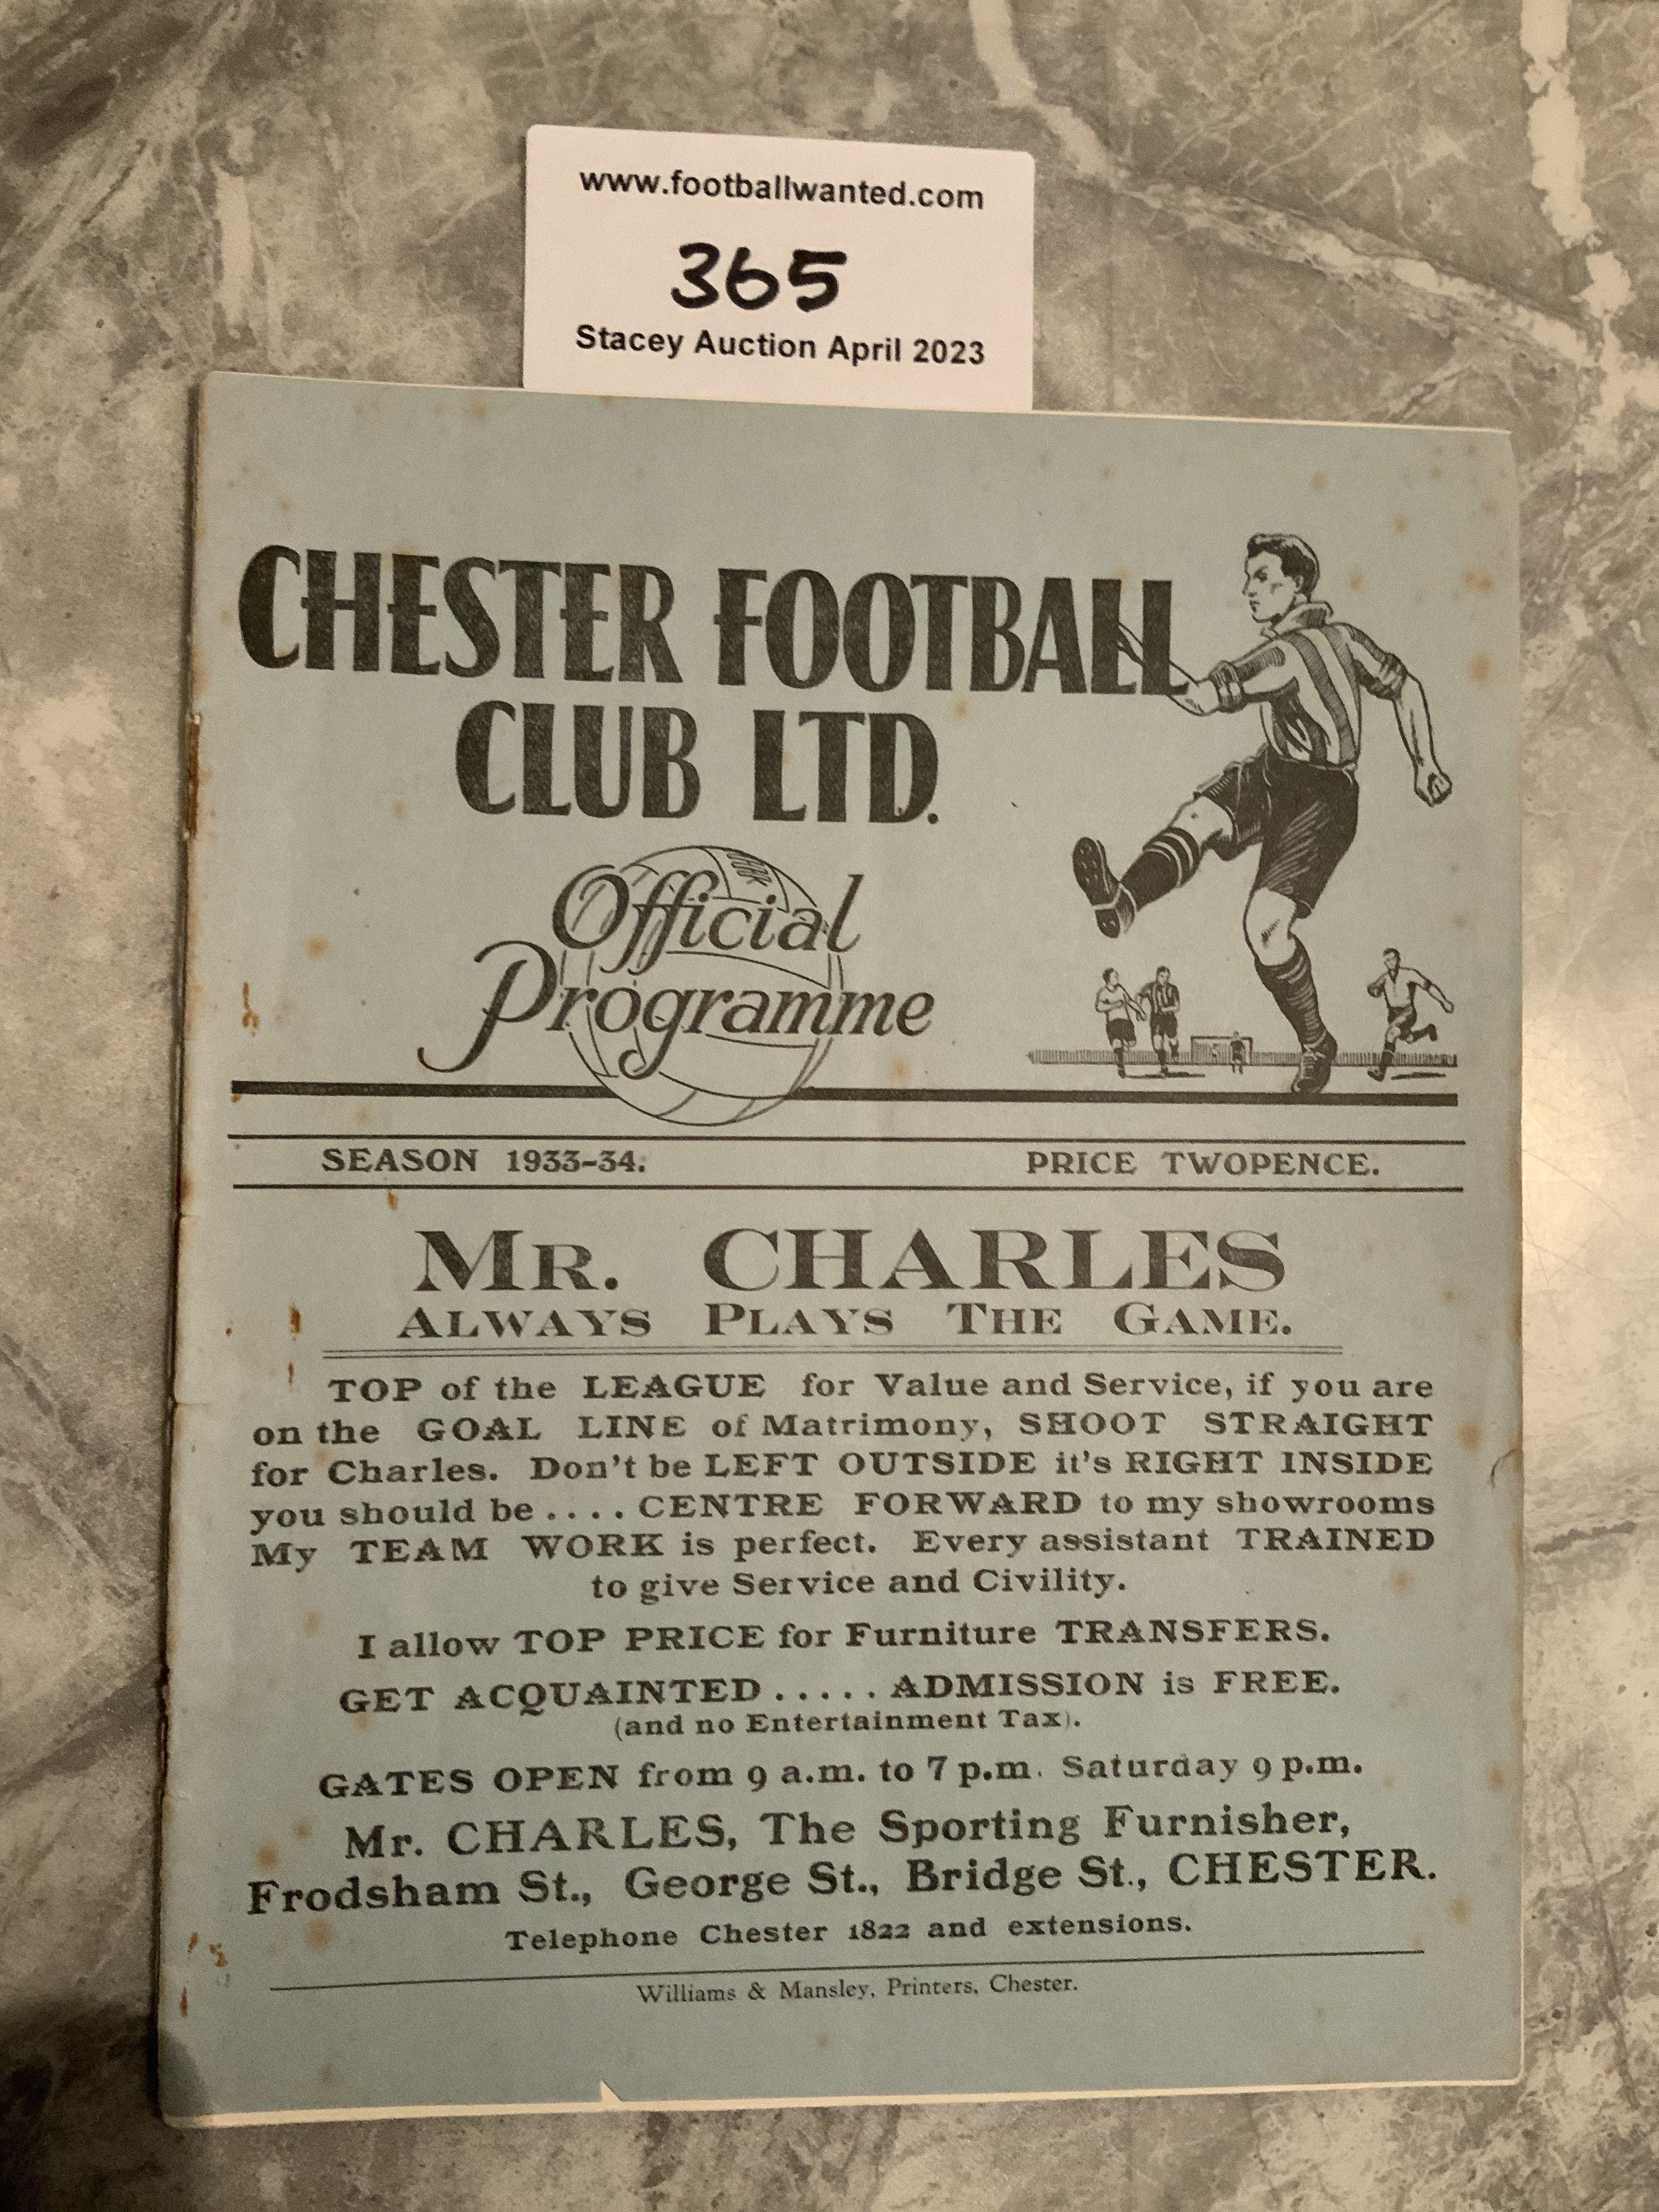 www.footballwanted.com
365
Stacey Auction April 2023
CHESTER FOOTBALL
CLUB LTD.
Official
Programme
SEASON 1933-34.
PRICE TWOPENCE.
MR. CHARLES
ALWAYS PLAYS THE GAME.
TOP of the LEAGUE for Value and Service, if you are
on the GOAL LINE of Matrimony, SHOOT STRAIGHT
for Charles. Don't be LEFT OUTSIDE it's RIGHT INSIDE
you should be .... CENTRE FORWARD to my showrooms
My TEAM WORK is perfect. Every assistant TRAINED
to give Service and Civility.
I allow TOP PRICE for Furniture TRANSFERS.
GET ACQUAINTED ..... ADMISSION is FREE.
(and no Entertainment Tax).
GATES OPEN from 9 a.m. to 7 p.m. Saturday 9 p.m.
Mr. CHARLES, The Sporting Furnisher,
Frodsham St., George St., Bridge St., CHESTER.
Telephone Chester 1822 and extensions.
Williams & Mansley, Printers, Chester.